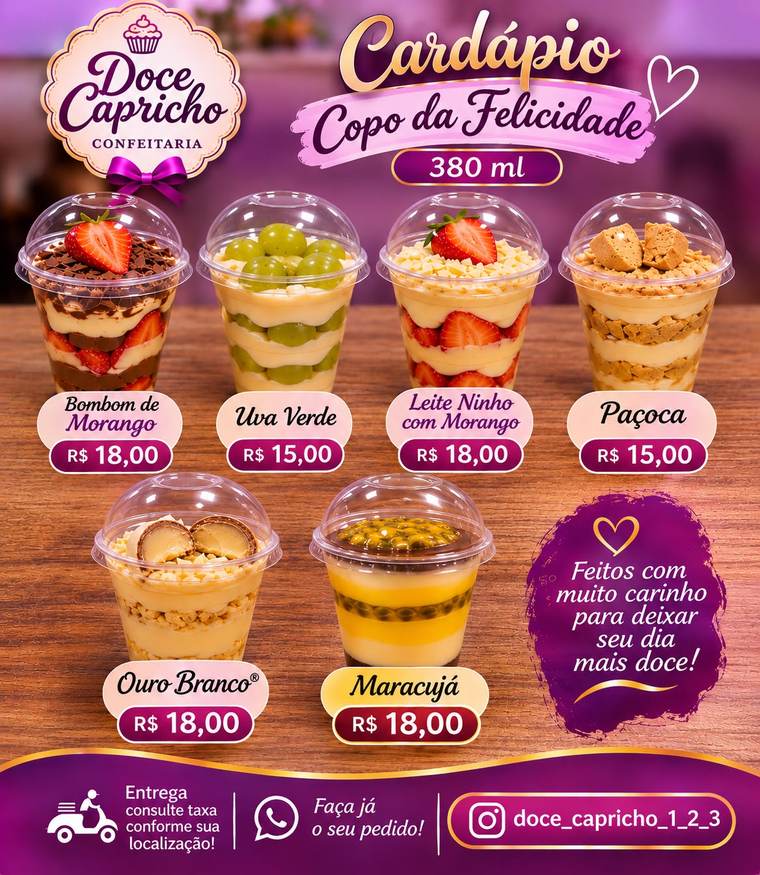 Doce
Capricho
CONFEITARIA
Cardápio
Copo da Felicidade
380 ml
Bombom de
Morango
R$ 18,00
Uva Verde
R$ 15,00
Leite Ninho
com Morango
R$ 18,00
Paçoca
R$ 15,00
Ouro Branco®
R$ 18,00
Maracujá
R$ 18,00
Feitos com
muito carinho
para deixar
seu dia
mais doce!
Entrega
consulte taxa
conforme sua
localização!
Faça já
o seu pedido!
doce_capricho_1_2_3